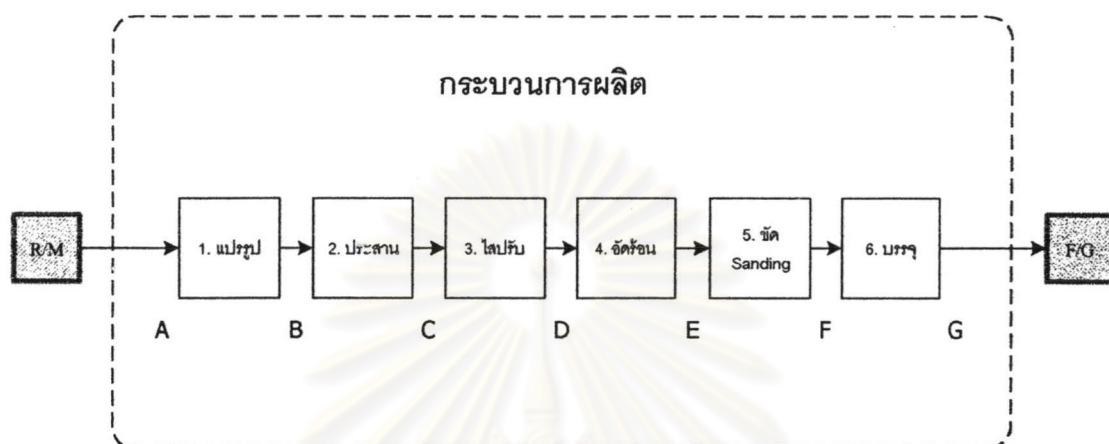 กระบวนการผลิต
R/M
1. แปรรูป
2. ประสาน
3. ไสปรับ
4. อัดร้อน
5. ขัด
Sanding
6. บรรจุ
F/G
A
B
C
D
E
F
G